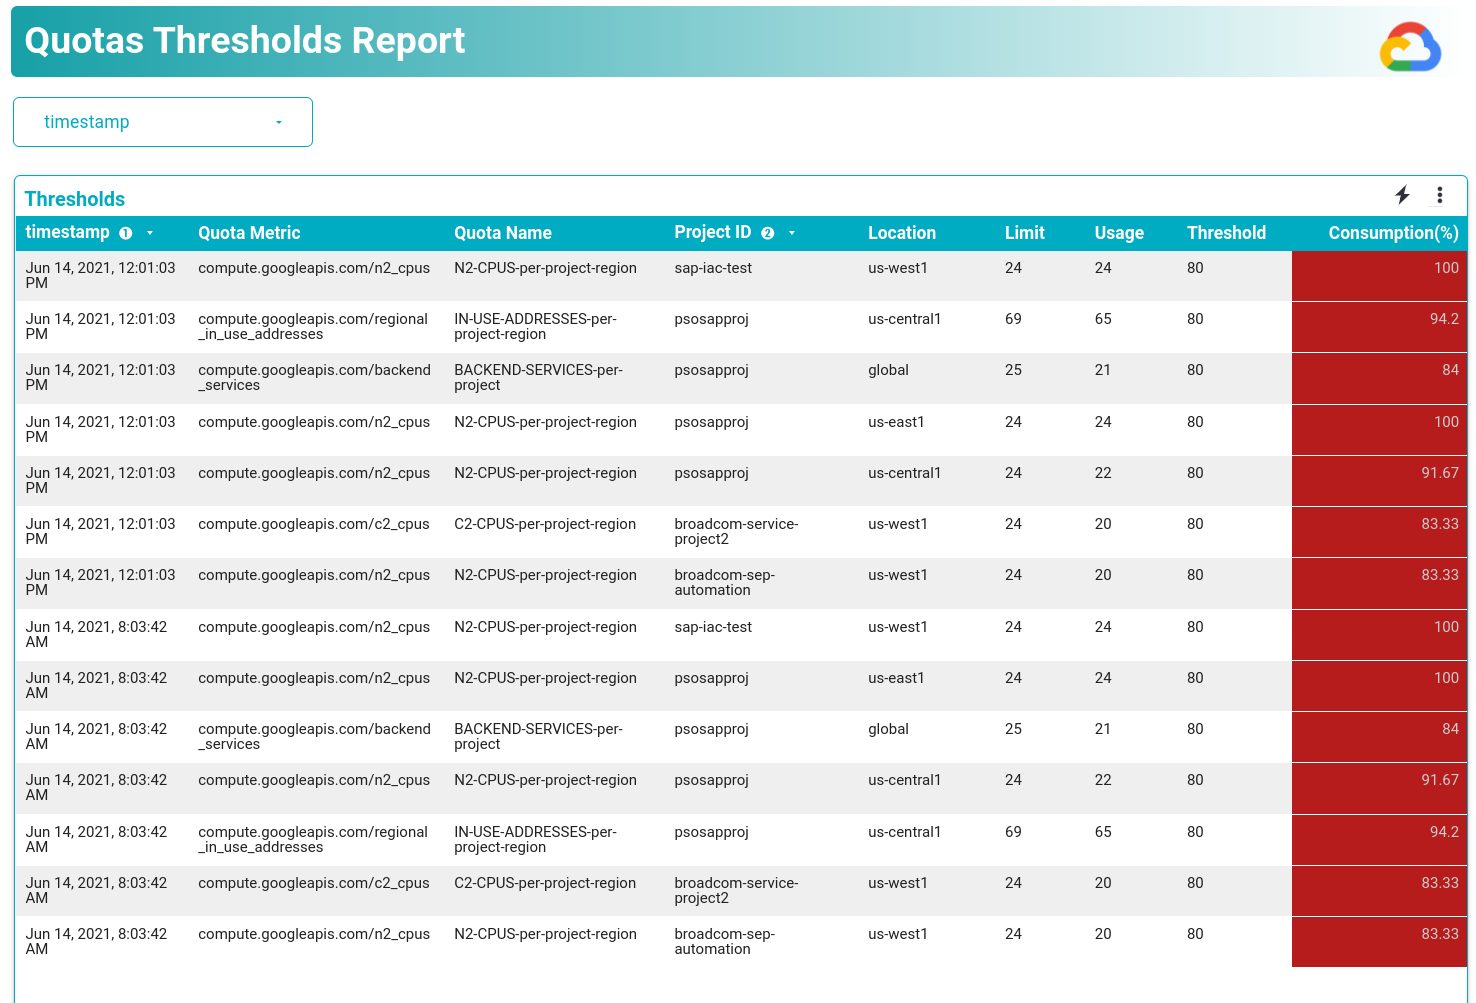 Quotas Thresholds Report
timestamp
Thresholds
timestamp 1 Quota Metric Quota Name Project ID 2 Location Limit Usage Threshold Consumption(%)
Jun 14, 2021, 12:01:03 compute.googleapis.com/n2_cpus N2-CPUS-per-project-region sap-iac-test us-west1 24 24 80 100
PM
Jun 14, 2021, 12:01:03 compute.googleapis.com/regional IN-USE-ADDRESSES-per- psosapproj us-central1 69 65 80 94.2
PM _in_use_addresses project-region
Jun 14, 2021, 12:01:03 compute.googleapis.com/backend BACKEND-SERVICES-per- psosapproj global 25 21 80 84
PM _services project
Jun 14, 2021, 12:01:03 compute.googleapis.com/n2_cpus N2-CPUS-per-project-region psosapproj us-east1 24 24 80 100
PM
Jun 14, 2021, 12:01:03 compute.googleapis.com/n2_cpus N2-CPUS-per-project-region psosapproj us-central1 24 22 80 91.67
PM
Jun 14, 2021, 12:01:03 compute.googleapis.com/c2_cpus C2-CPUS-per-project-region broadcom-service- us-west1 24 20 80 83.33
PM project2
Jun 14, 2021, 12:01:03 compute.googleapis.com/n2_cpus N2-CPUS-per-project-region broadcom-sep- us-west1 24 20 80 83.33
PM automation
Jun 14, 2021, 8:03:42 compute.googleapis.com/n2_cpus N2-CPUS-per-project-region sap-iac-test us-west1 24 24 80 100
AM
Jun 14, 2021, 8:03:42 compute.googleapis.com/n2_cpus N2-CPUS-per-project-region psosapproj us-east1 24 24 80 100
AM
Jun 14, 2021, 8:03:42 compute.googleapis.com/backend BACKEND-SERVICES-per- psosapproj global 25 21 80 84
AM _services project
Jun 14, 2021, 8:03:42 compute.googleapis.com/n2_cpus N2-CPUS-per-project-region psosapproj us-central1 24 22 80 91.67
AM
Jun 14, 2021, 8:03:42 compute.googleapis.com/regional IN-USE-ADDRESSES-per- psosapproj us-central1 69 65 80 94.2
AM _in_use_addresses project-region
Jun 14, 2021, 8:03:42 compute.googleapis.com/c2_cpus C2-CPUS-per-project-region broadcom-service- us-west1 24 20 80 83.33
AM project2
Jun 14, 2021, 8:03:42 compute.googleapis.com/n2_cpus N2-CPUS-per-project-region broadcom-sep- us-west1 24 20 80 83.33
AM automation